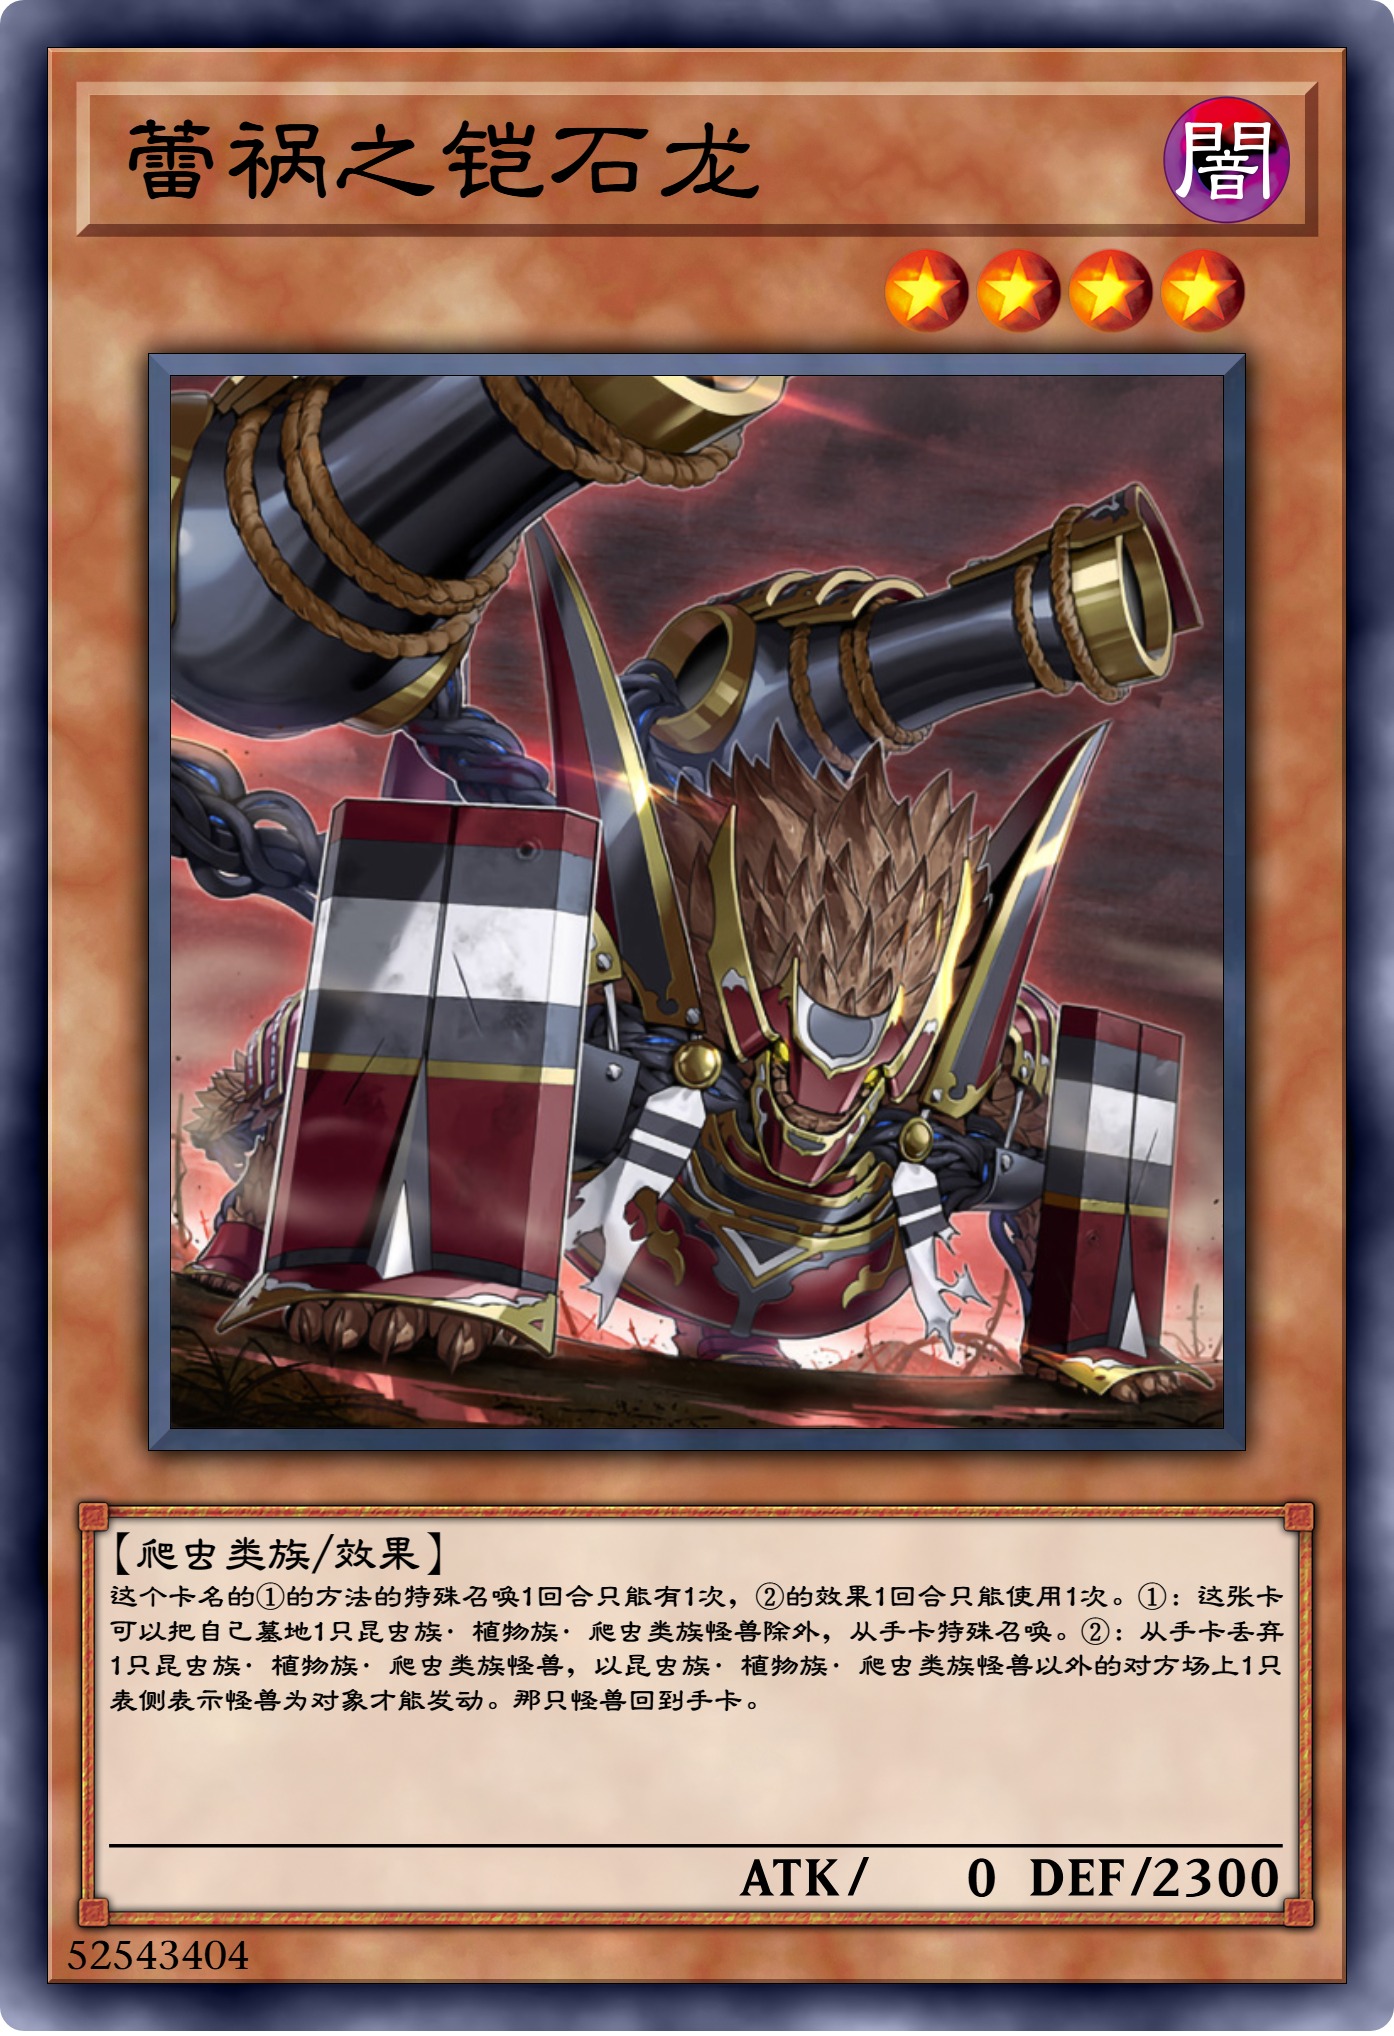 蕾祸之铠石龙
闇
【爬虫类族/效果】
这个卡名的①的方法的特殊召唤1回合只能有1次，②的效果1回合只能使用1次。①：这张卡
可以把自己墓地1只昆虫族·植物族·爬虫类族怪兽除外，从手卡特殊召唤。②：从手卡丢弃
1只昆虫族·植物族·爬虫类族怪兽，以昆虫族·植物族·爬虫类族怪兽以外的对方场上1只
表侧表示怪兽为对象才能发动。那只怪兽回到手卡。
ATK/ 0 DEF/2300
52543404